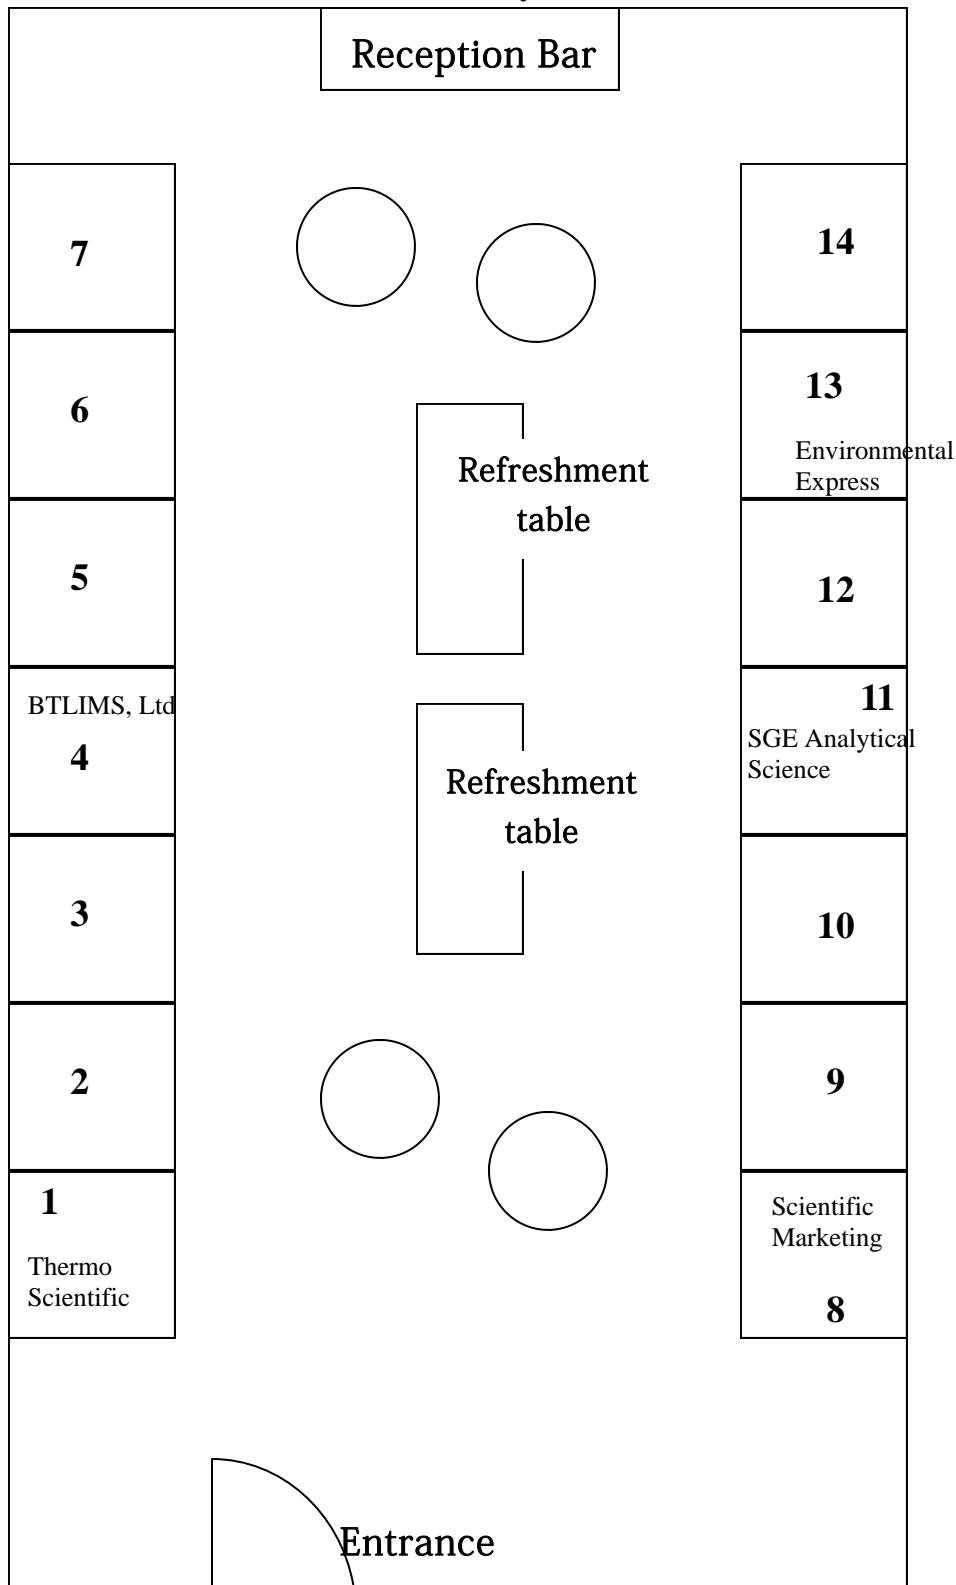 Reception Bar
7
14
6
13
Environmental
Express
Refreshment
table
5
12
BTLIMS, Ltd
4
11
SGE Analytical
Science
Refreshment
table
3
10
2
9
1
Thermo
Scientific
Scientific
Marketing
8
Entrance